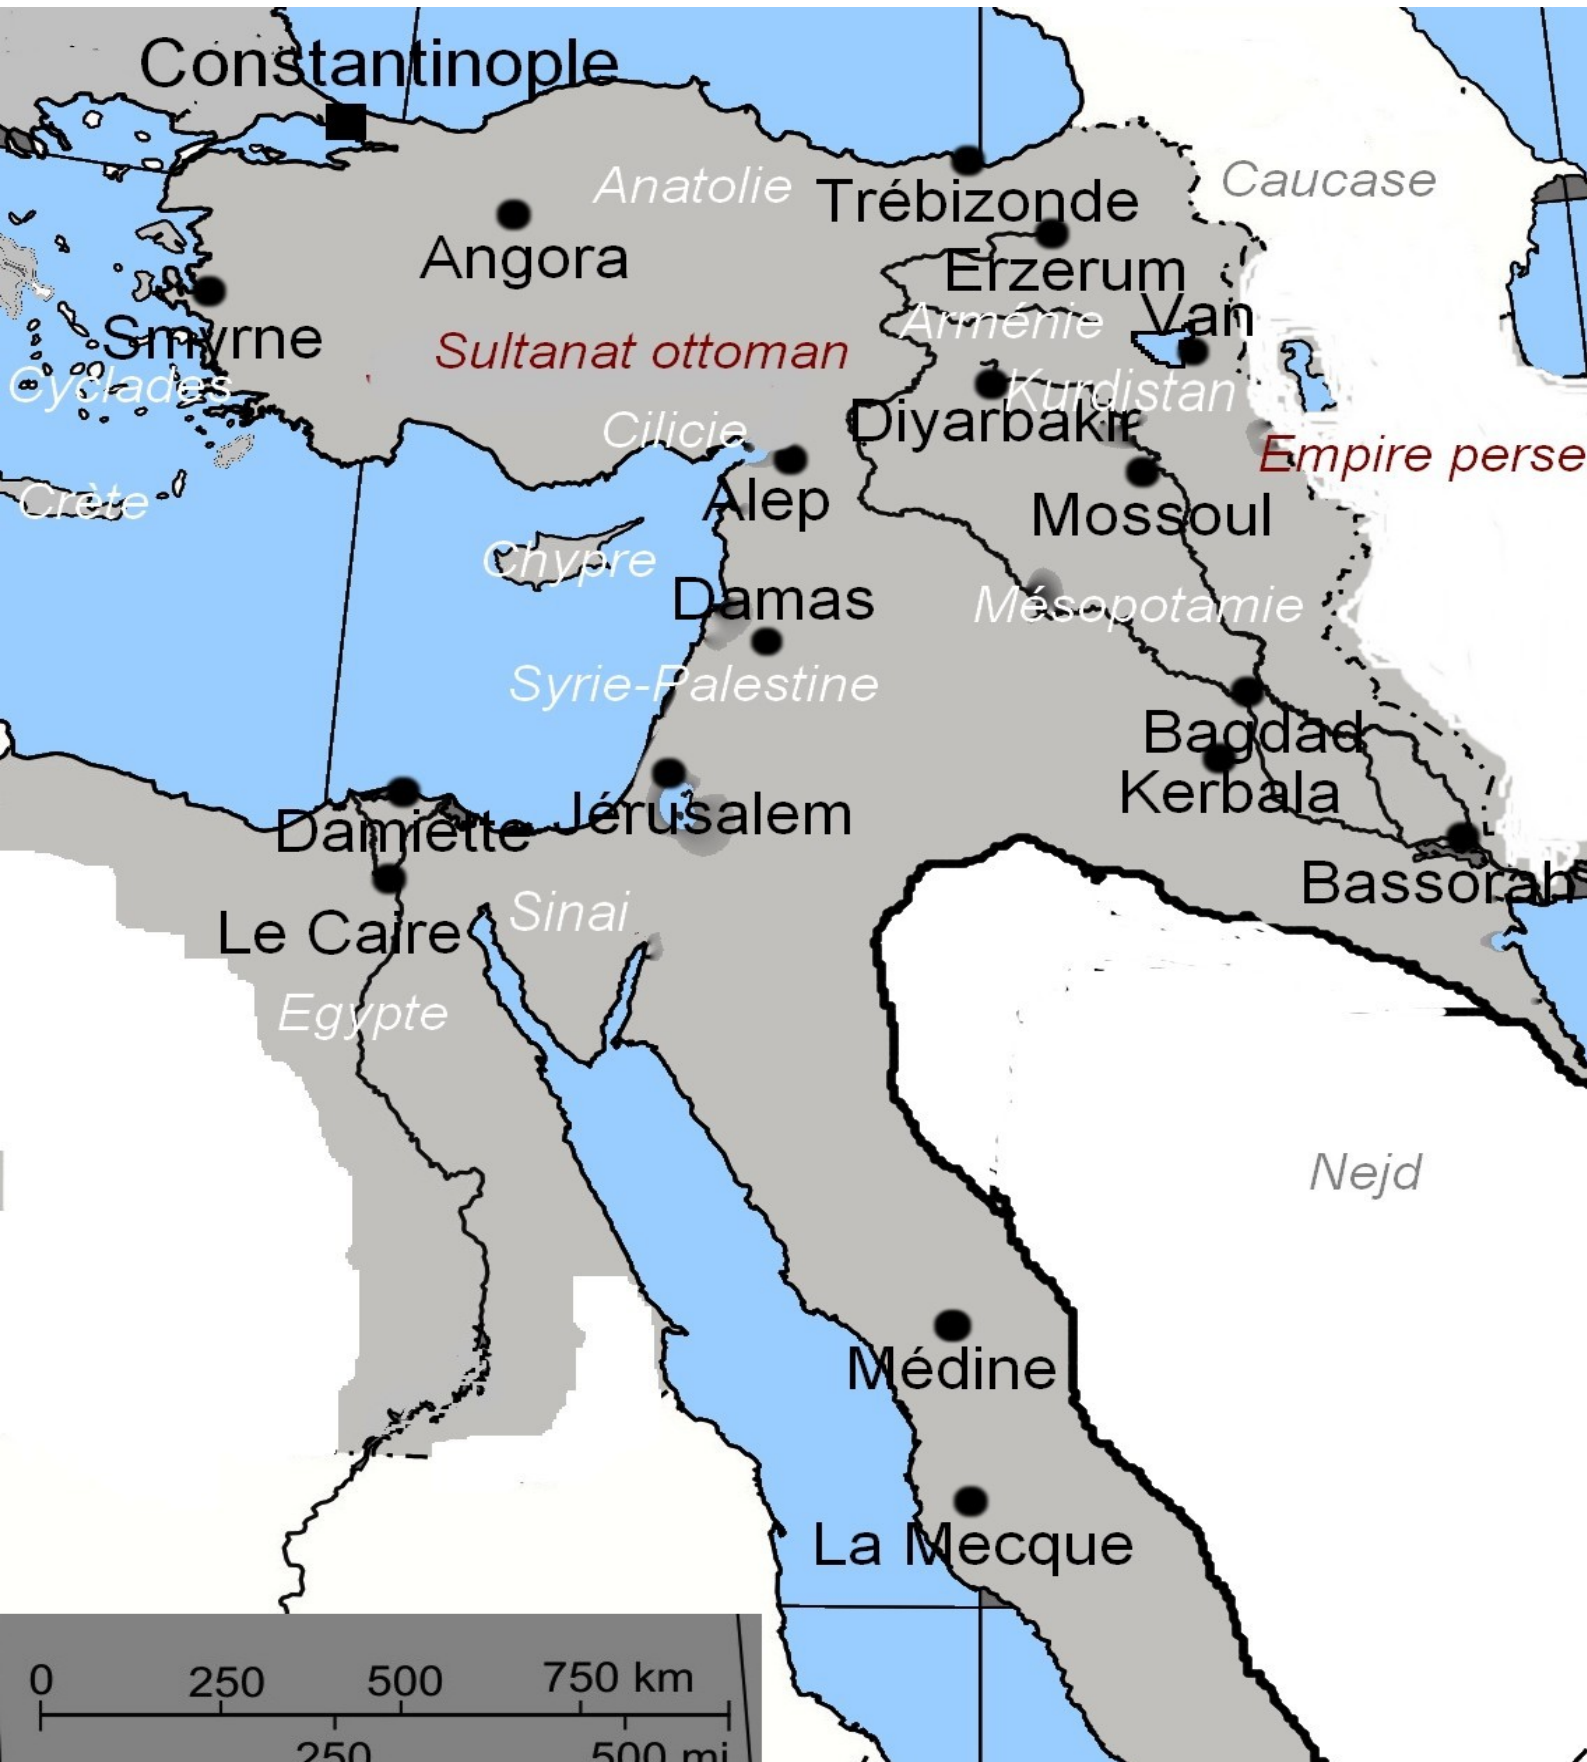 Constantinople
Anatolie
Caucase
Trébizonde
Angora
Erzerum
Arménie
Van
Smyrne
Sultanat ottoman
Cyclades
Kurdistan
Cilicie
Diyarbakir
Empire perse
Crète
Alep
Mossoul
Chypre
Damas
Mésopotamie
Syrie-Palestine
Bagdad
Kerbala
Damiette
Jérusalem
Bassorah
Sinai
Le Caire
Egypte
Nejd
Médine
La Mecque
0 250 500 750 km
250 500 mi